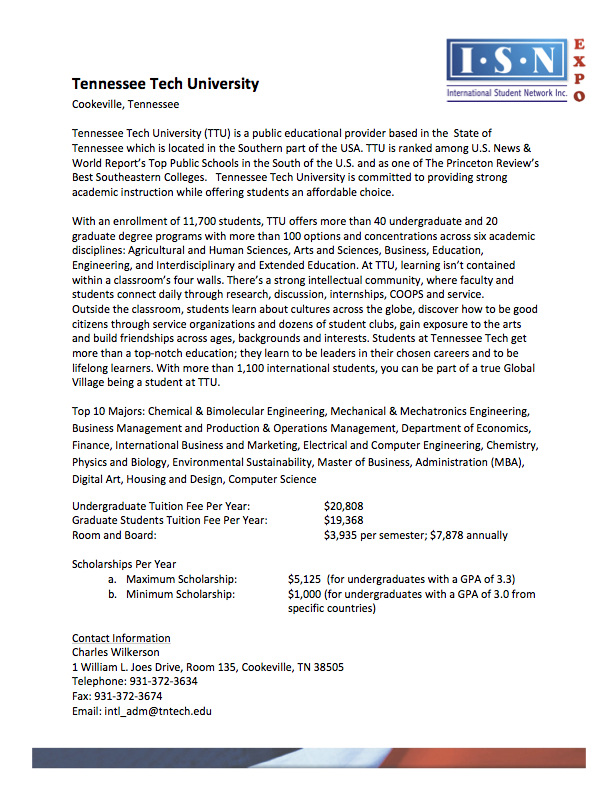 I·S·N
International Student Network Inc.
EXPO
Tennessee Tech University
Cookeville, Tennessee
Tennessee Tech University (TTU) is a public educational provider based in the  State of
Tennessee which is located in the Southern part of the USA. TTU is ranked among U.S. News &
World Report's Top Public Schools in the South of the U.S. and as one of The Princeton Review's
Best Southeastern Colleges.   Tennessee Tech University is committed to providing strong
academic instruction while offering students an affordable choice.
With an enrollment of 11,700 students, TTU offers more than 40 undergraduate and 20
graduate degree programs with more than 100 options and concentrations across six academic
disciplines: Agricultural and Human Sciences, Arts and Sciences, Business, Education,
Engineering, and Interdisciplinary and Extended Education. At TTU, learning isn't contained
within a classroom's four walls. There's a strong intellectual community, where faculty and
students connect daily through research, discussion, internships, COOPS and service.
Outside the classroom, students learn about cultures across the globe, discover how to be good
citizens through service organizations and dozens of student clubs, gain exposure to the arts
and build friendships across ages, backgrounds and interests. Students at Tennessee Tech get
more than a top-notch education; they learn to be leaders in their chosen careers and to be
lifelong learners. With more than 1,100 international students, you can be part of a true Global
Village being a student at TTU.
Top 10 Majors: Chemical & Bimolecular Engineering, Mechanical & Mechatronics Engineering,
Business Management and Production & Operations Management, Department of Economics,
Finance, International Business and Marketing, Electrical and Computer Engineering, Chemistry,
Physics and Biology, Environmental Sustainability, Master of Business, Administration (MBA),
Digital Art, Housing and Design, Computer Science
Undergraduate Tuition Fee Per Year: $20,808
Graduate Students Tuition Fee Per Year: $19,368
Room and Board: $3,935 per semester; $7,878 annually
Scholarships Per Year
a. Maximum Scholarship: $5,125  (for undergraduates with a GPA of 3.3)
b. Minimum Scholarship: $1,000 (for undergraduates with a GPA of 3.0 from
specific countries)
Contact Information
Charles Wilkerson
1 William L. Joes Drive, Room 135, Cookeville, TN 38505
Telephone: 931-372-3634
Fax: 931-372-3674
Email: intl_adm@tntech.edu